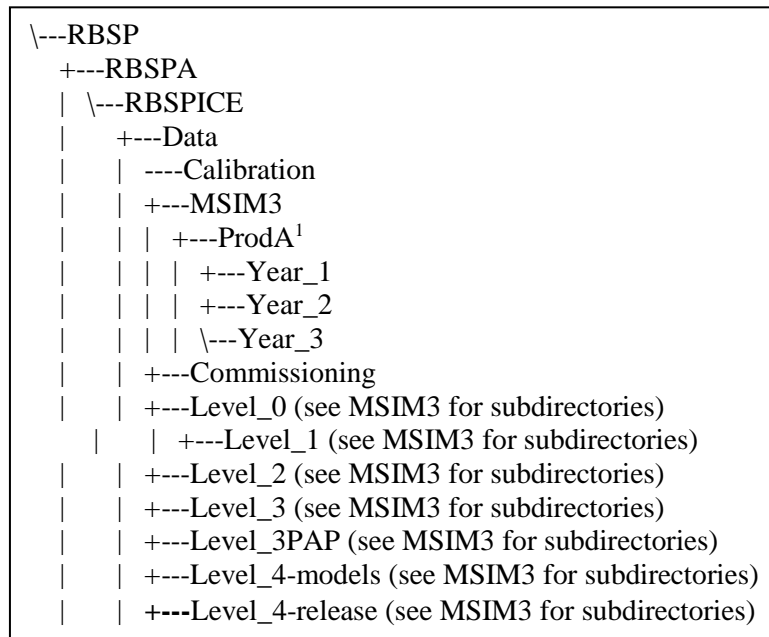 \---RBSP
+---RBSPA
| \---RBSPICE
| +---Data
| | ----Calibration
| | +---MSIM3
| | | +---ProdA¹
| | | | +---Year_1
| | | | +---Year_2
| | | | \---Year_3
| | +---Commissioning
| | +---Level_0 (see MSIM3 for subdirectories)
| | +---Level_1 (see MSIM3 for subdirectories)
| | +---Level_2 (see MSIM3 for subdirectories)
| | +---Level_3 (see MSIM3 for subdirectories)
| | +---Level_3PAP (see MSIM3 for subdirectories)
| | +---Level_4-models (see MSIM3 for subdirectories)
| | +---Level_4-release (see MSIM3 for subdirectories)